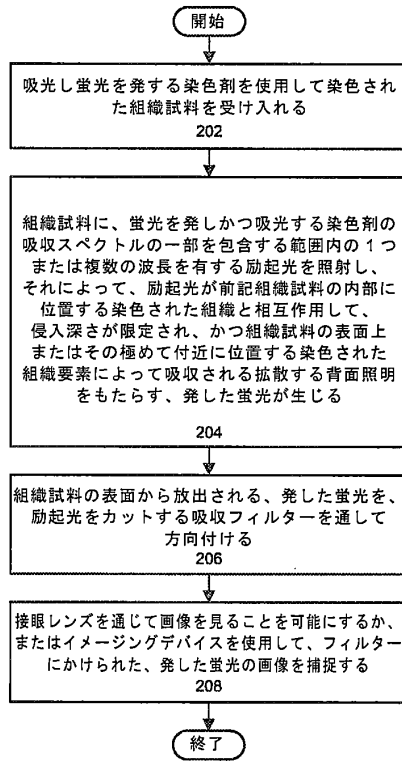 開始
吸光し蛍光を発する染色剤を使用して染色され
た組織試料を受け入れる
202
組織試料に、蛍光を発しかつ吸光する染色剤の
吸収スペクトルの一部を包含する範囲内の1つ
または複数の波長を有する励起光を照射し、
それによって、励起光が前記組織試料の内部に
位置する染色された組織と相互作用して、
侵入深さが限定され、かつ組織試料の表面上
またはその極めて付近に位置する染色された
組織要素によって吸収される拡散する背面照明
をもたらす、発した蛍光が生じる
204
組織試料の表面から放出される、発した蛍光を、
励起光をカットする吸収フィルターを通して
方向付ける
206
接眼レンズを通じて画像を見ることを可能にするか、
またはイメージングデバイスを使用して、フィルター
にかけられた、発した蛍光の画像を捕捉する
208
終了